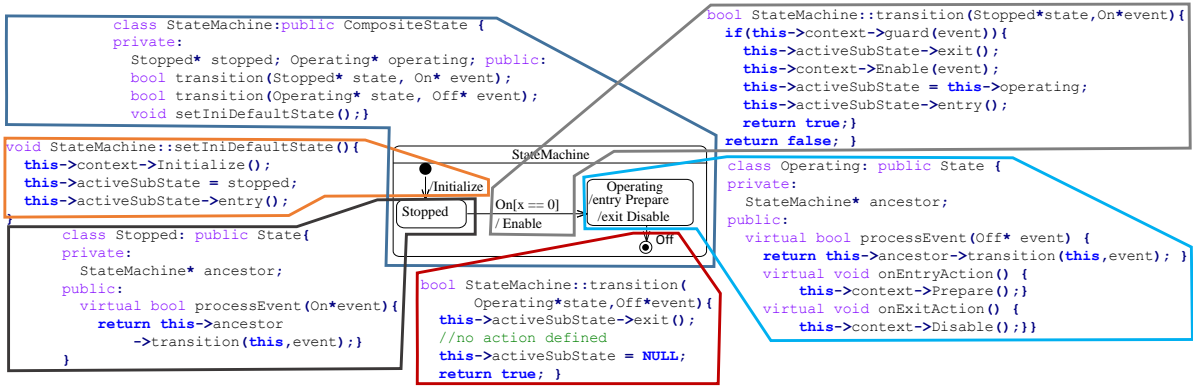 class StateMachine:public CompositeState {
private:
Stopped* stopped; Operating* operating; public:
bool transition(Stopped* state, On* event);
bool transition(Operating* state, Off* event);
void setIniDefaultState();}
bool StateMachine::transition(Stopped*state,On*event){
if(this->context->guard(event)){
this->activeSubState->exit();
this->context->Enable(event);
this->activeSubState = this->operating;
this->activeSubState->entry();
return true;}
return false; }
void StateMachine::setIniDefaultState(){
this->context->Initialize();
this->activeSubState = stopped;
this->activeSubState->entry();
}
StateMachine
/Initialize
Stopped
On[x == 0]
/ Enable
Operating
/entry Prepare
/exit Disable
Off
class Operating: public State {
private:
StateMachine* ancestor;
public:
virtual bool processEvent(Off* event) {
return this->ancestor->transition(this,event); }
virtual void onEntryAction() {
this->context->Prepare();}
virtual void onExitAction() {
this->context->Disable();}}
class Stopped: public State{
private:
StateMachine* ancestor;
public:
virtual bool processEvent(On*event){
return this->ancestor
->transition(this,event);}
}
bool StateMachine::transition(
Operating*state,Off*event){
this->activeSubState->exit();
//no action defined
this->activeSubState = NULL;
return true; }